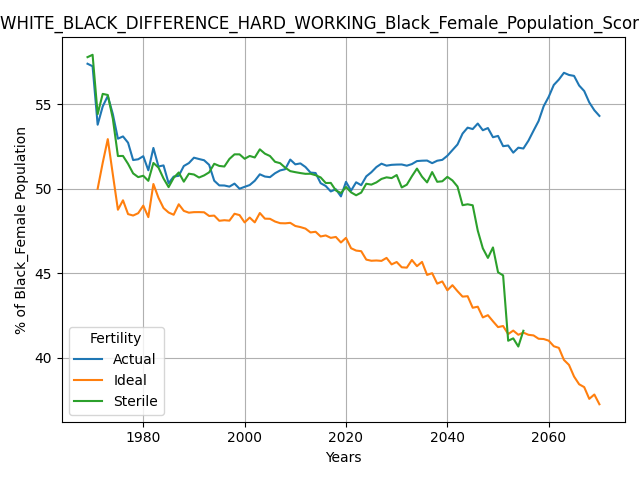 WHITE_BLACK_DIFFERENCE_HARD_WORKING_Black_Female_Population_Scor
55
50
45
40
% of Black_Female Population
Fertility
Actual
Ideal
Sterile
1980 2000 2020 2040 2060
Years